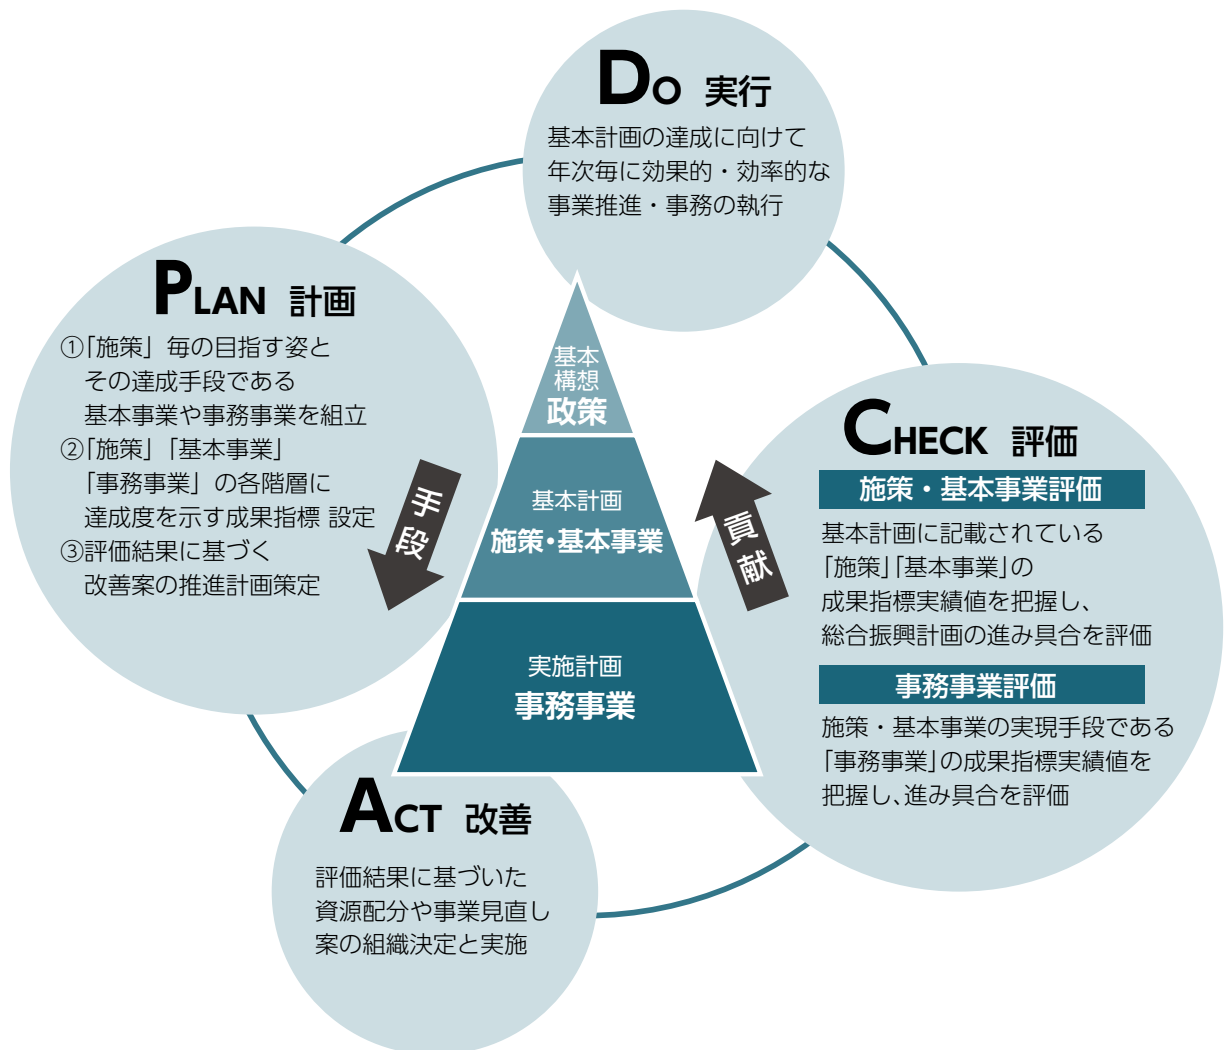 DO 実行
基本計画の達成に向けて
年次毎に効果的・効率的な
事業推進・事務の執行
PLAN 計画
①「施策」毎の目指す姿と
その達成手段である
基本事業や事務事業を組立
②「施策」「基本事業」
「事務事業」の各階層に
達成度を示す成果指標 設定
③評価結果に基づく
改善案の推進計画策定
手段
基本
構想
政策
基本計画
施策・基本事業
実施計画
事務事業
貢献
CHECK 評価
施策・基本事業評価
基本計画に記載されている
「施策」「基本事業」の
成果指標実績値を把握し、
総合振興計画の進み具合を評価
事務事業評価
施策・基本事業の実現手段である
「事務事業」の成果指標実績値を
把握し、進み具合を評価
ACT 改善
評価結果に基づいた
資源配分や事業見直し
案の組織決定と実施